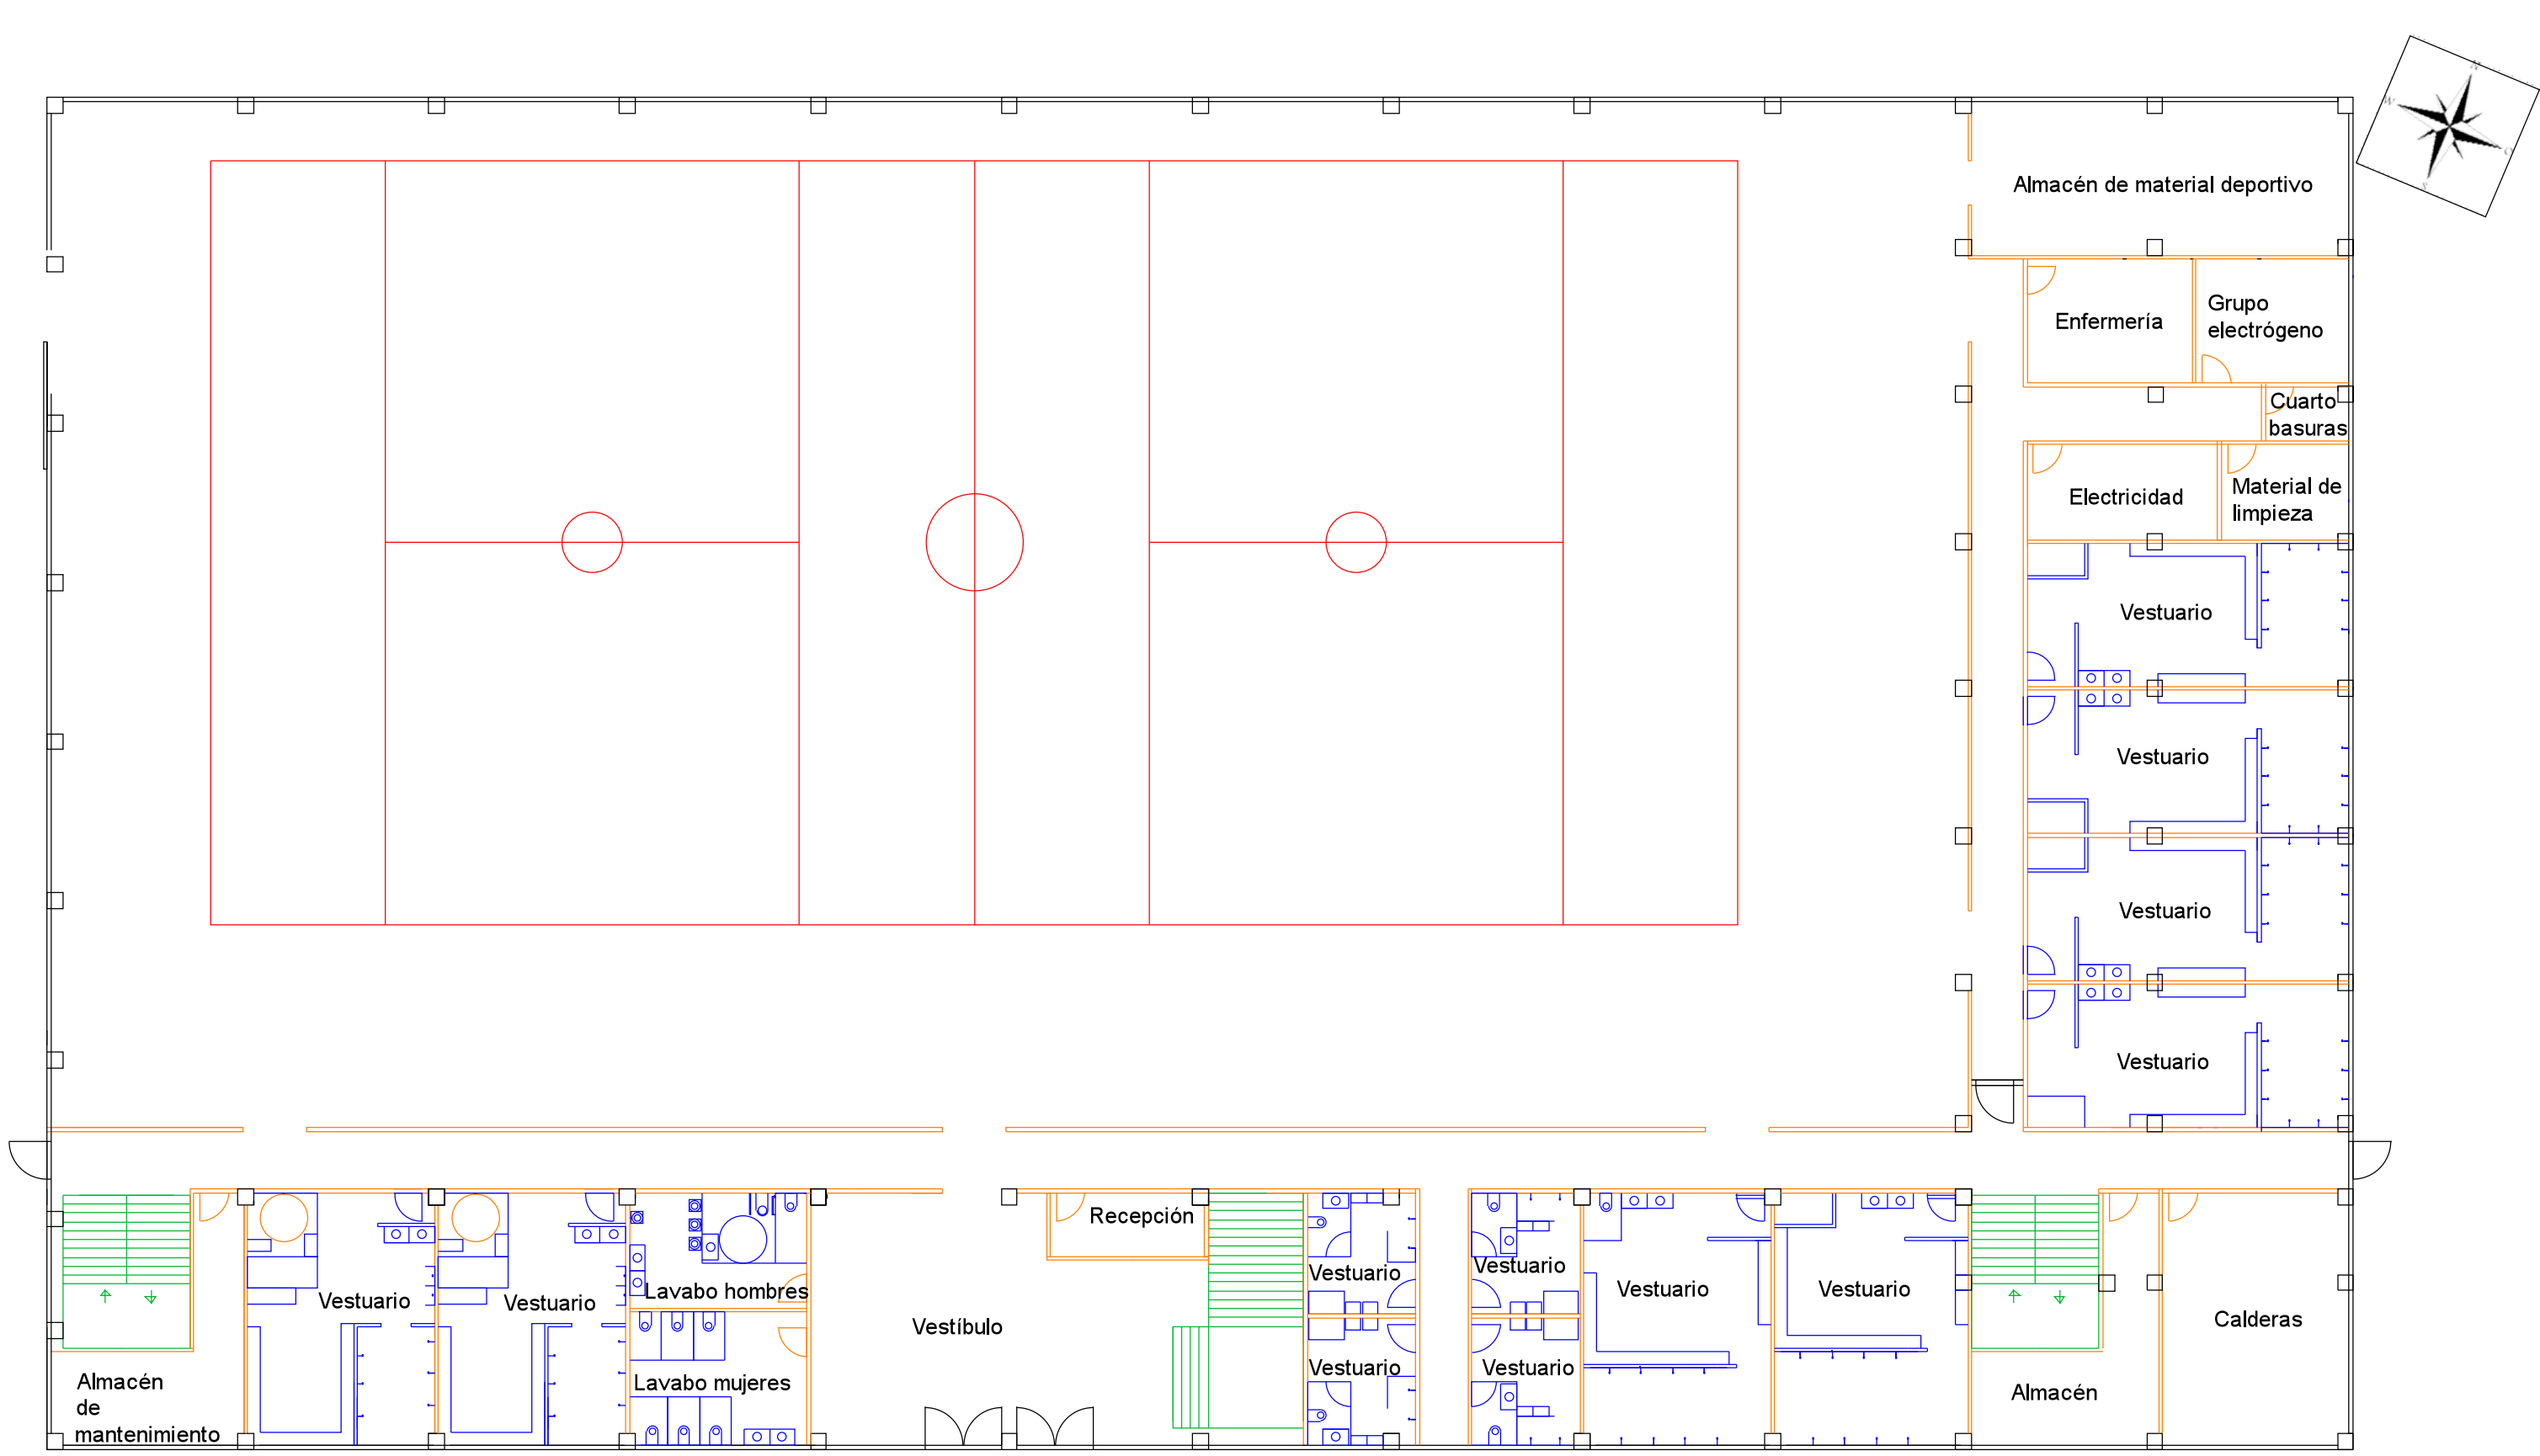 N
W
O
S
Almacén de material deportivo
Enfermería
Grupo
electrógeno
Cuarto
basuras
Electricidad
Material de
limpieza
Vestuario
Vestuario
Vestuario
Vestuario
Recepción
Vestuario
Vestuario
Lavabo hombres
Vestuario
Vestuario
Vestuario
Vestuario
Vestíbulo
Calderas
Vestuario
Vestuario
Lavabo mujeres
Almacén
de
mantenimiento
Almacén